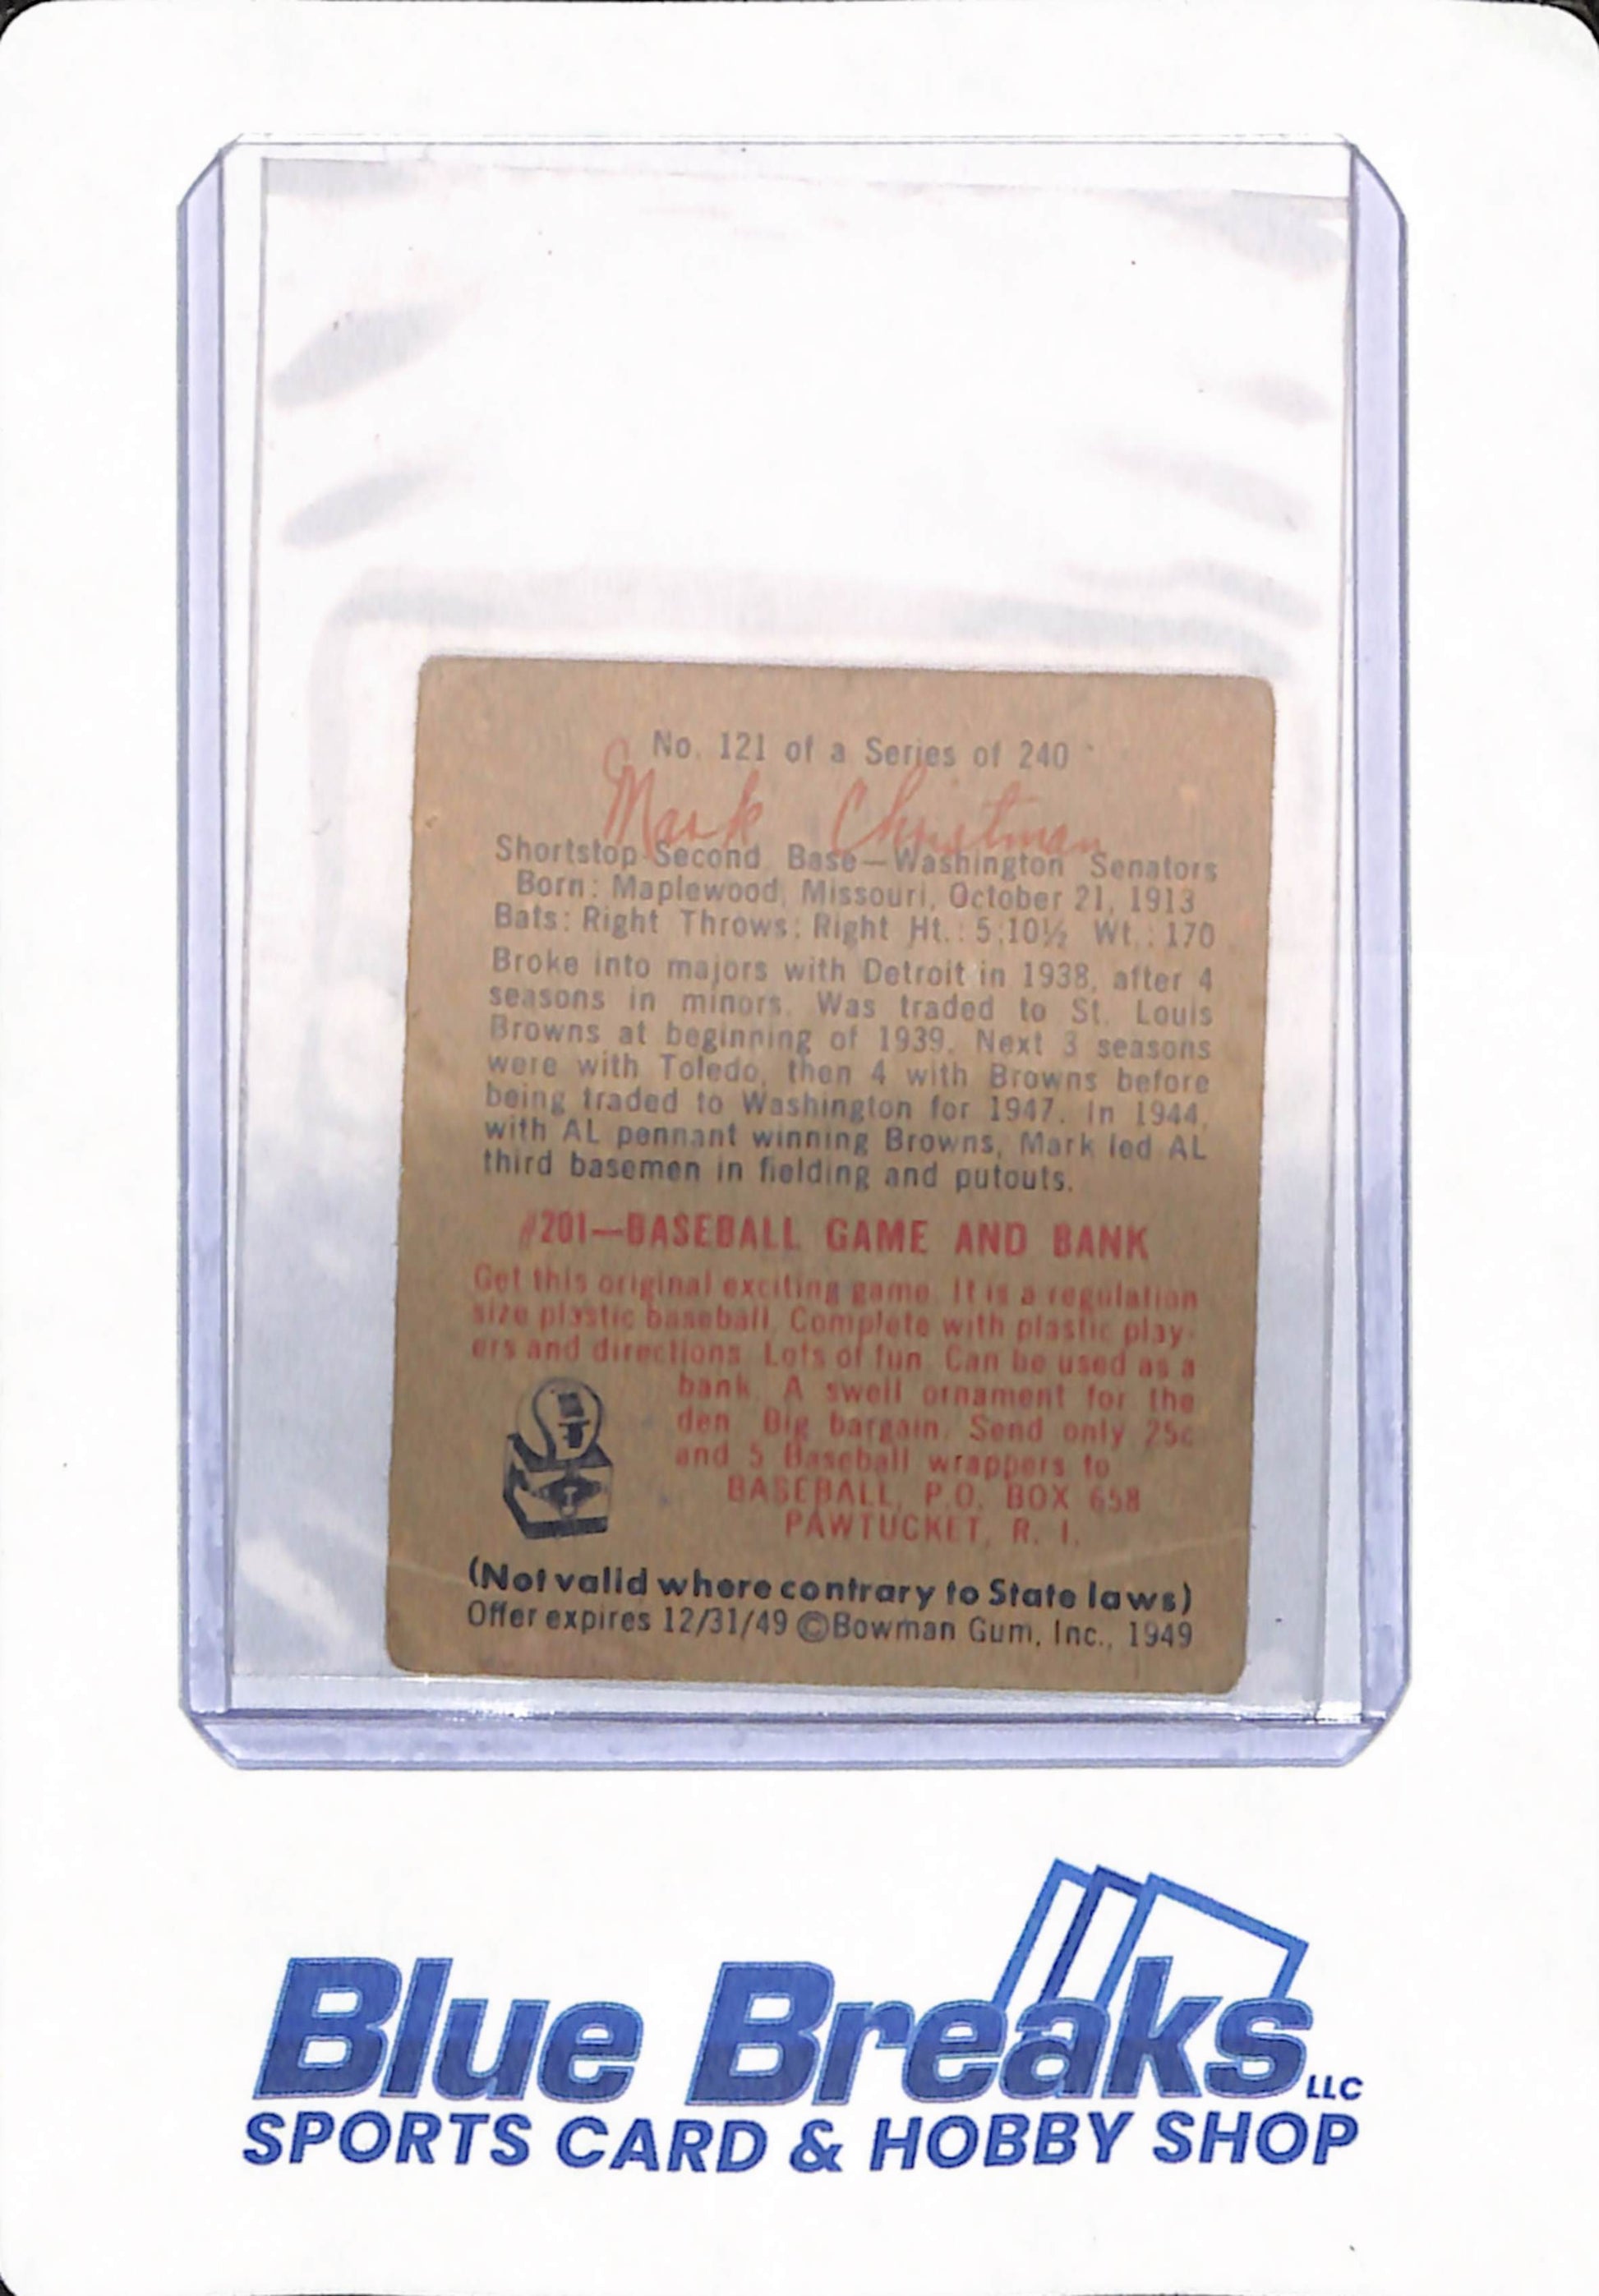 No. 121 of a Series of 240
Mark Christman
Shortstop-Second Base—Washington Senators
Born: Maplewood, Missouri, October 21, 1913
Bats: Right Throws: Right Ht.: 5:10½ Wt.: 170
Broke into majors with Detroit in 1938, after 4
seasons in minors. Was traded to St. Louis
Browns at beginning of 1939. Next 3 seasons
were with Toledo, then 4 with Browns before
being traded to Washington for 1947. In 1944,
with AL pennant winning Browns, Mark led AL
third basemen in fielding and putouts.
#201—BASEBALL GAME AND BANK
Get this original exciting game. It is a regulation
size plastic baseball. Complete with plastic play-
ers and directions. Lots of fun. Can be used as a
bank. A swell ornament for the
den. Big bargain. Send only 25c
and 5 Baseball wrappers to
BASEBALL, P.O. BOX 658
PAWTUCKET, R. I.
(Not valid where contrary to State laws)
Offer expires 12/31/49 ©Bowman Gum, Inc., 1949
Blue Breaks LLC
SPORTS CARD & HOBBY SHOP